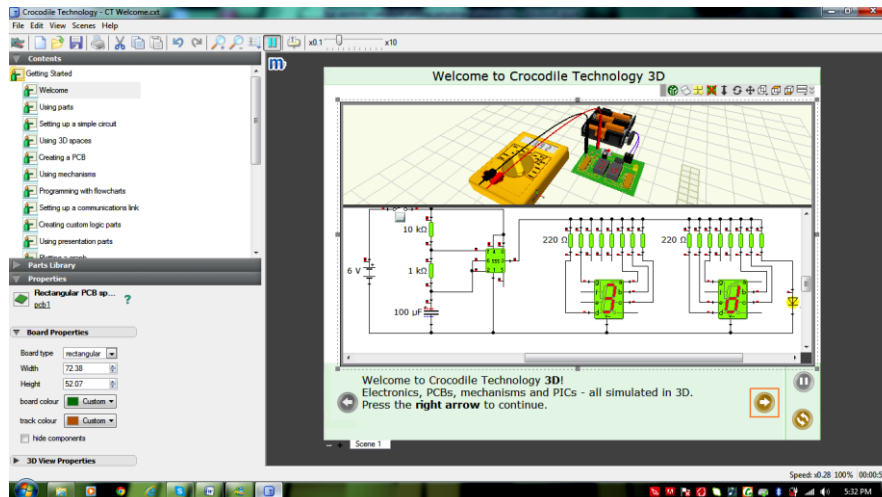 Crocodile Technology - CT Welcome.cxt
File Edit View Scenes Help
x0.1 x10
Contents
Getting Started
Welcome
Using parts
Setting up a simple circuit
Using 3D spaces
Creating a PCB
Using mechanisms
Programming with flowcharts
Setting up a communications link
Creating custom logic parts
Using presentation parts
Plotting a graph
Parts Library
Properties
Rectangular PCB sp... ?
pcb1
Board Properties
Board type rectangular
Width 72.38
Height 52.07
board colour Custom
track colour Custom
hide components
3D View Properties
Welcome to Crocodile Technology 3D
10 kΩ
220 Ω 220 Ω
6 V 1 kΩ
555
100 µF
Welcome to Crocodile Technology 3D!
Electronics, PCBs, mechanisms and PICs - all simulated in 3D.
Press the right arrow to continue.
Scene 1
Speed: x0.28 100% 00:00:5
5:32 PM